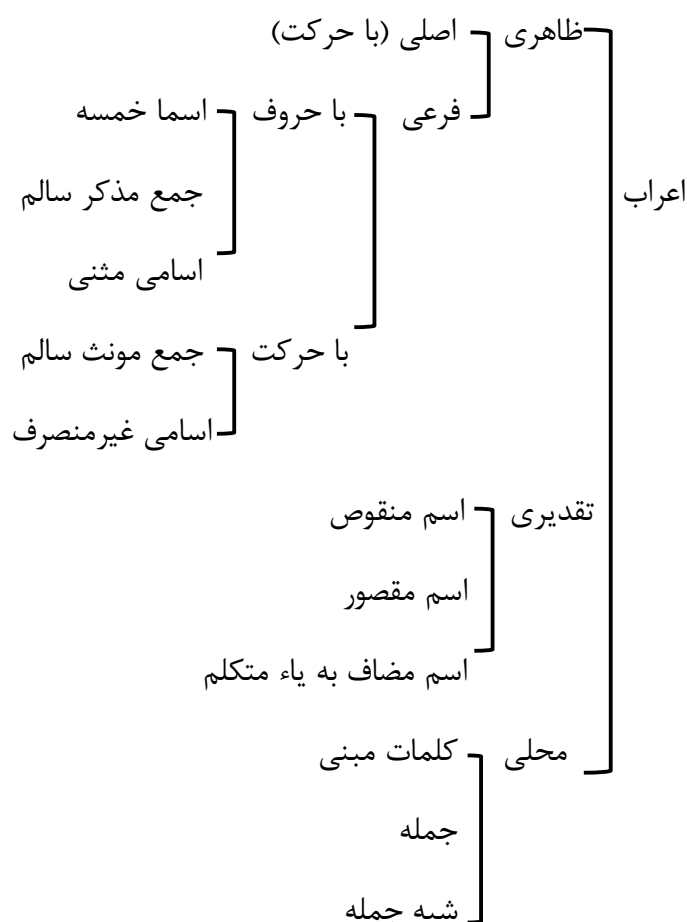 ظاهری اصلی (با حرکت)
فرعی با حروف اسما خمسه
اعراب جمع مذکر سالم
اسامی مثنی
با حرکت جمع مونث سالم
اسامی غیرمنصرف
تقدیری اسم منقوص
اسم مقصور
اسم مضاف به یاء متکلم
محلی کلمات مبنی
جمله
شبه جمله